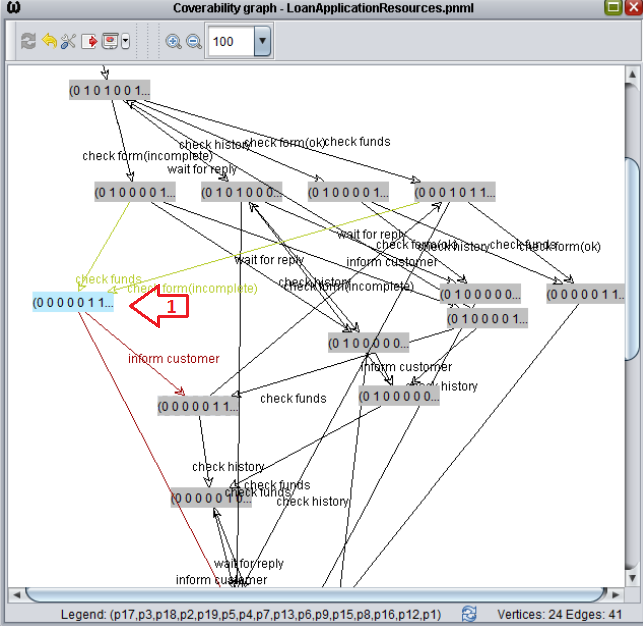 ω Coverability graph - LoanApplicationResources.pnml
100
(0 1 0 1 0 0 1...
check history check form(ok) check funds
check form(incomplete)
wait for reply
(0 1 0 0 0 0 1... (0 1 0 1 0 0 0... (0 1 0 0 0 0 1... (0 0 0 1 0 1 1...
wait for reply check form(ok) check history check funds check form(ok)
wait for reply inform customer
check funds check history
check form(incomplete) check form(incomplete)
(0 0 0 0 0 1 1... 1 (0 1 0 0 0 0 0... (0 0 0 0 0 1 1...
(0 1 0 0 0 0 1...
(0 1 0 0 0 0 0...
inform customer inform customer
check history
check funds (0 1 0 0 0 0 0...
(0 0 0 0 0 1 1...
check history
check funds
(0 0 0 0 0 1 0... check funds
check history
wait for reply
inform customer
Legend: (p17,p3,p18,p2,p19,p5,p4,p7,p13,p6,p9,p15,p8,p16,p12,p1) Vertices: 24 Edges: 41